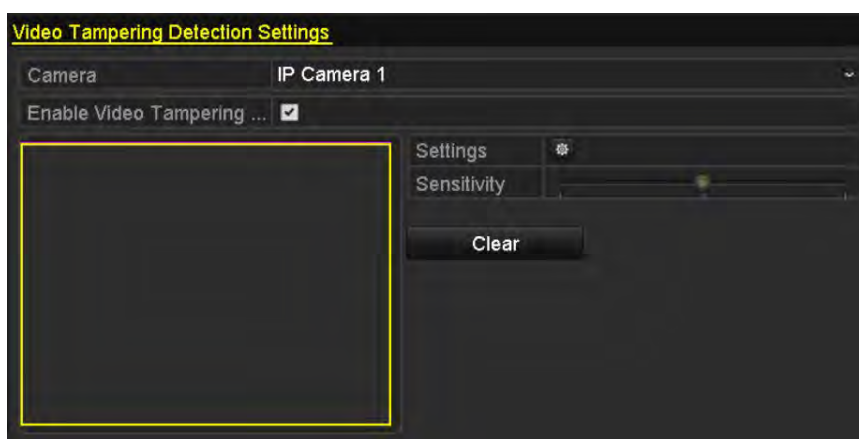 Video Tampering Detection Settings
Camera IP Camera 1
Enable Video Tampering ...
Settings
Sensitivity
Clear